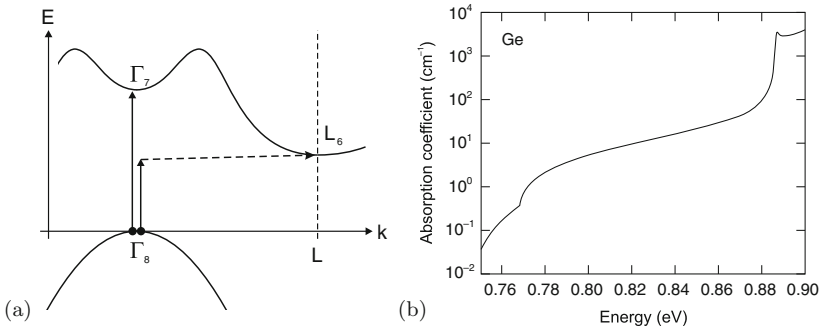 E
Γ₇
L₆
k
Γ₈
L
(a)
Ge
Absorption coefficient (cm⁻¹)
10⁴
10³
10²
10¹
10⁰
10⁻¹
10⁻²
0.76 0.78 0.80 0.82 0.84 0.86 0.88 0.90
Energy (eV)
(b)